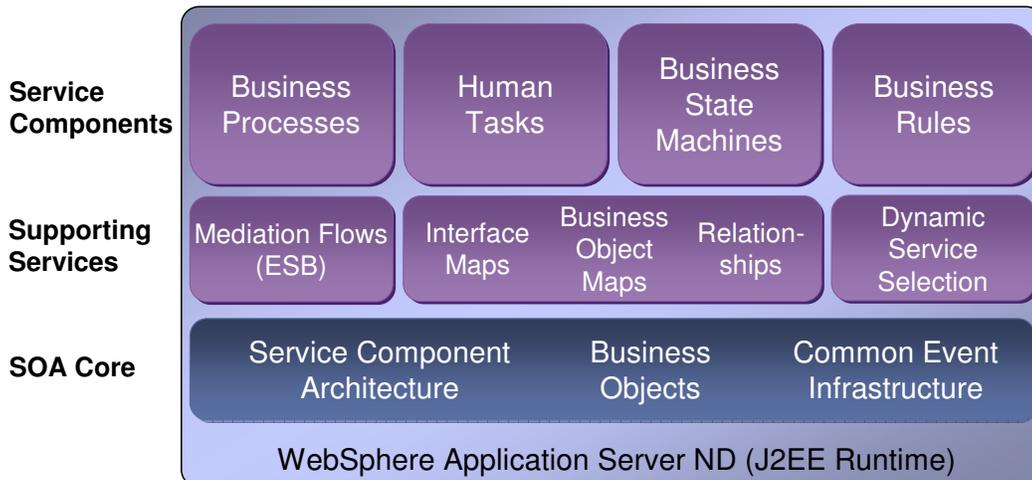 Service
Components
Business
Processes
Human
Tasks
Business
State
Machines
Business
Rules
Supporting
Services
Mediation Flows
(ESB)
Interface
Maps
Business
Object
Maps
Relation-
ships
Dynamic
Service
Selection
SOA Core
Service Component
Architecture
Business
Objects
Common Event
Infrastructure
WebSphere Application Server ND (J2EE Runtime)